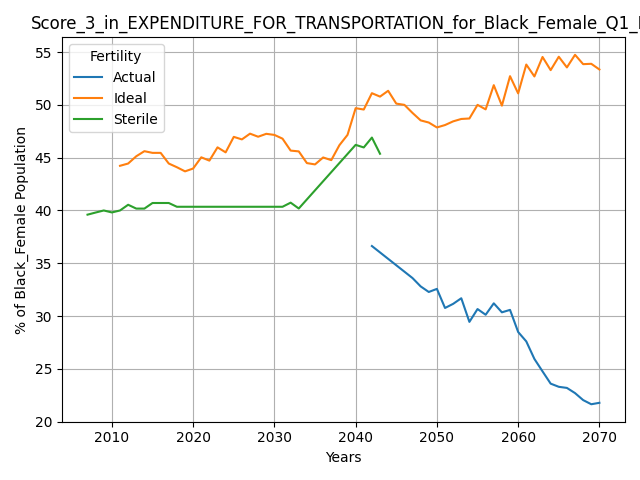 Score_3_in_EXPENDITURE_FOR_TRANSPORTATION_for_Black_Female_Q1_
Fertility
Actual
Ideal
Sterile
% of Black_Female Population
55
50
45
40
35
30
25
20
2010
2020
2030
2040
2050
2060
2070
Years